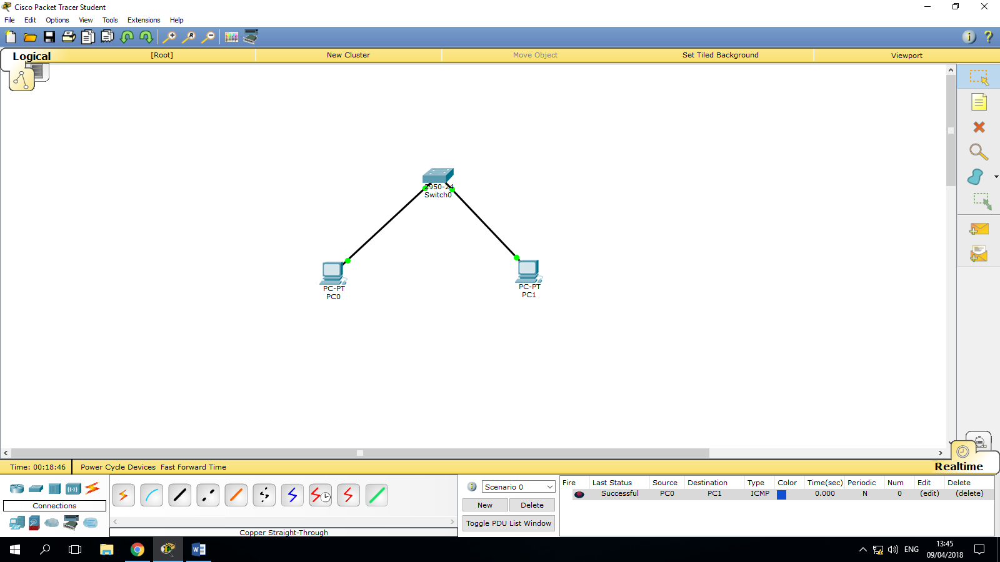 Cisco Packet Tracer Student
File Edit Options View Tools Extensions Help
Logical [Root] New Cluster Move Object Set Tiled Background Viewport
2950-24
Switch0
PC-PT
PC0
PC-PT
PC1
Time: 00:18:46 Power Cycle Devices Fast Forward Time Realtime
Connections
Copper Straight-Through
Scenario 0
New Delete
Toggle PDU List Window
Fire Last Status Source Destination Type Color Time(sec) Periodic Num Edit Delete
Successful PC0 PC1 ICMP 0.000 N 0 (edit) (delete)
ENG
13:45
09/04/2018